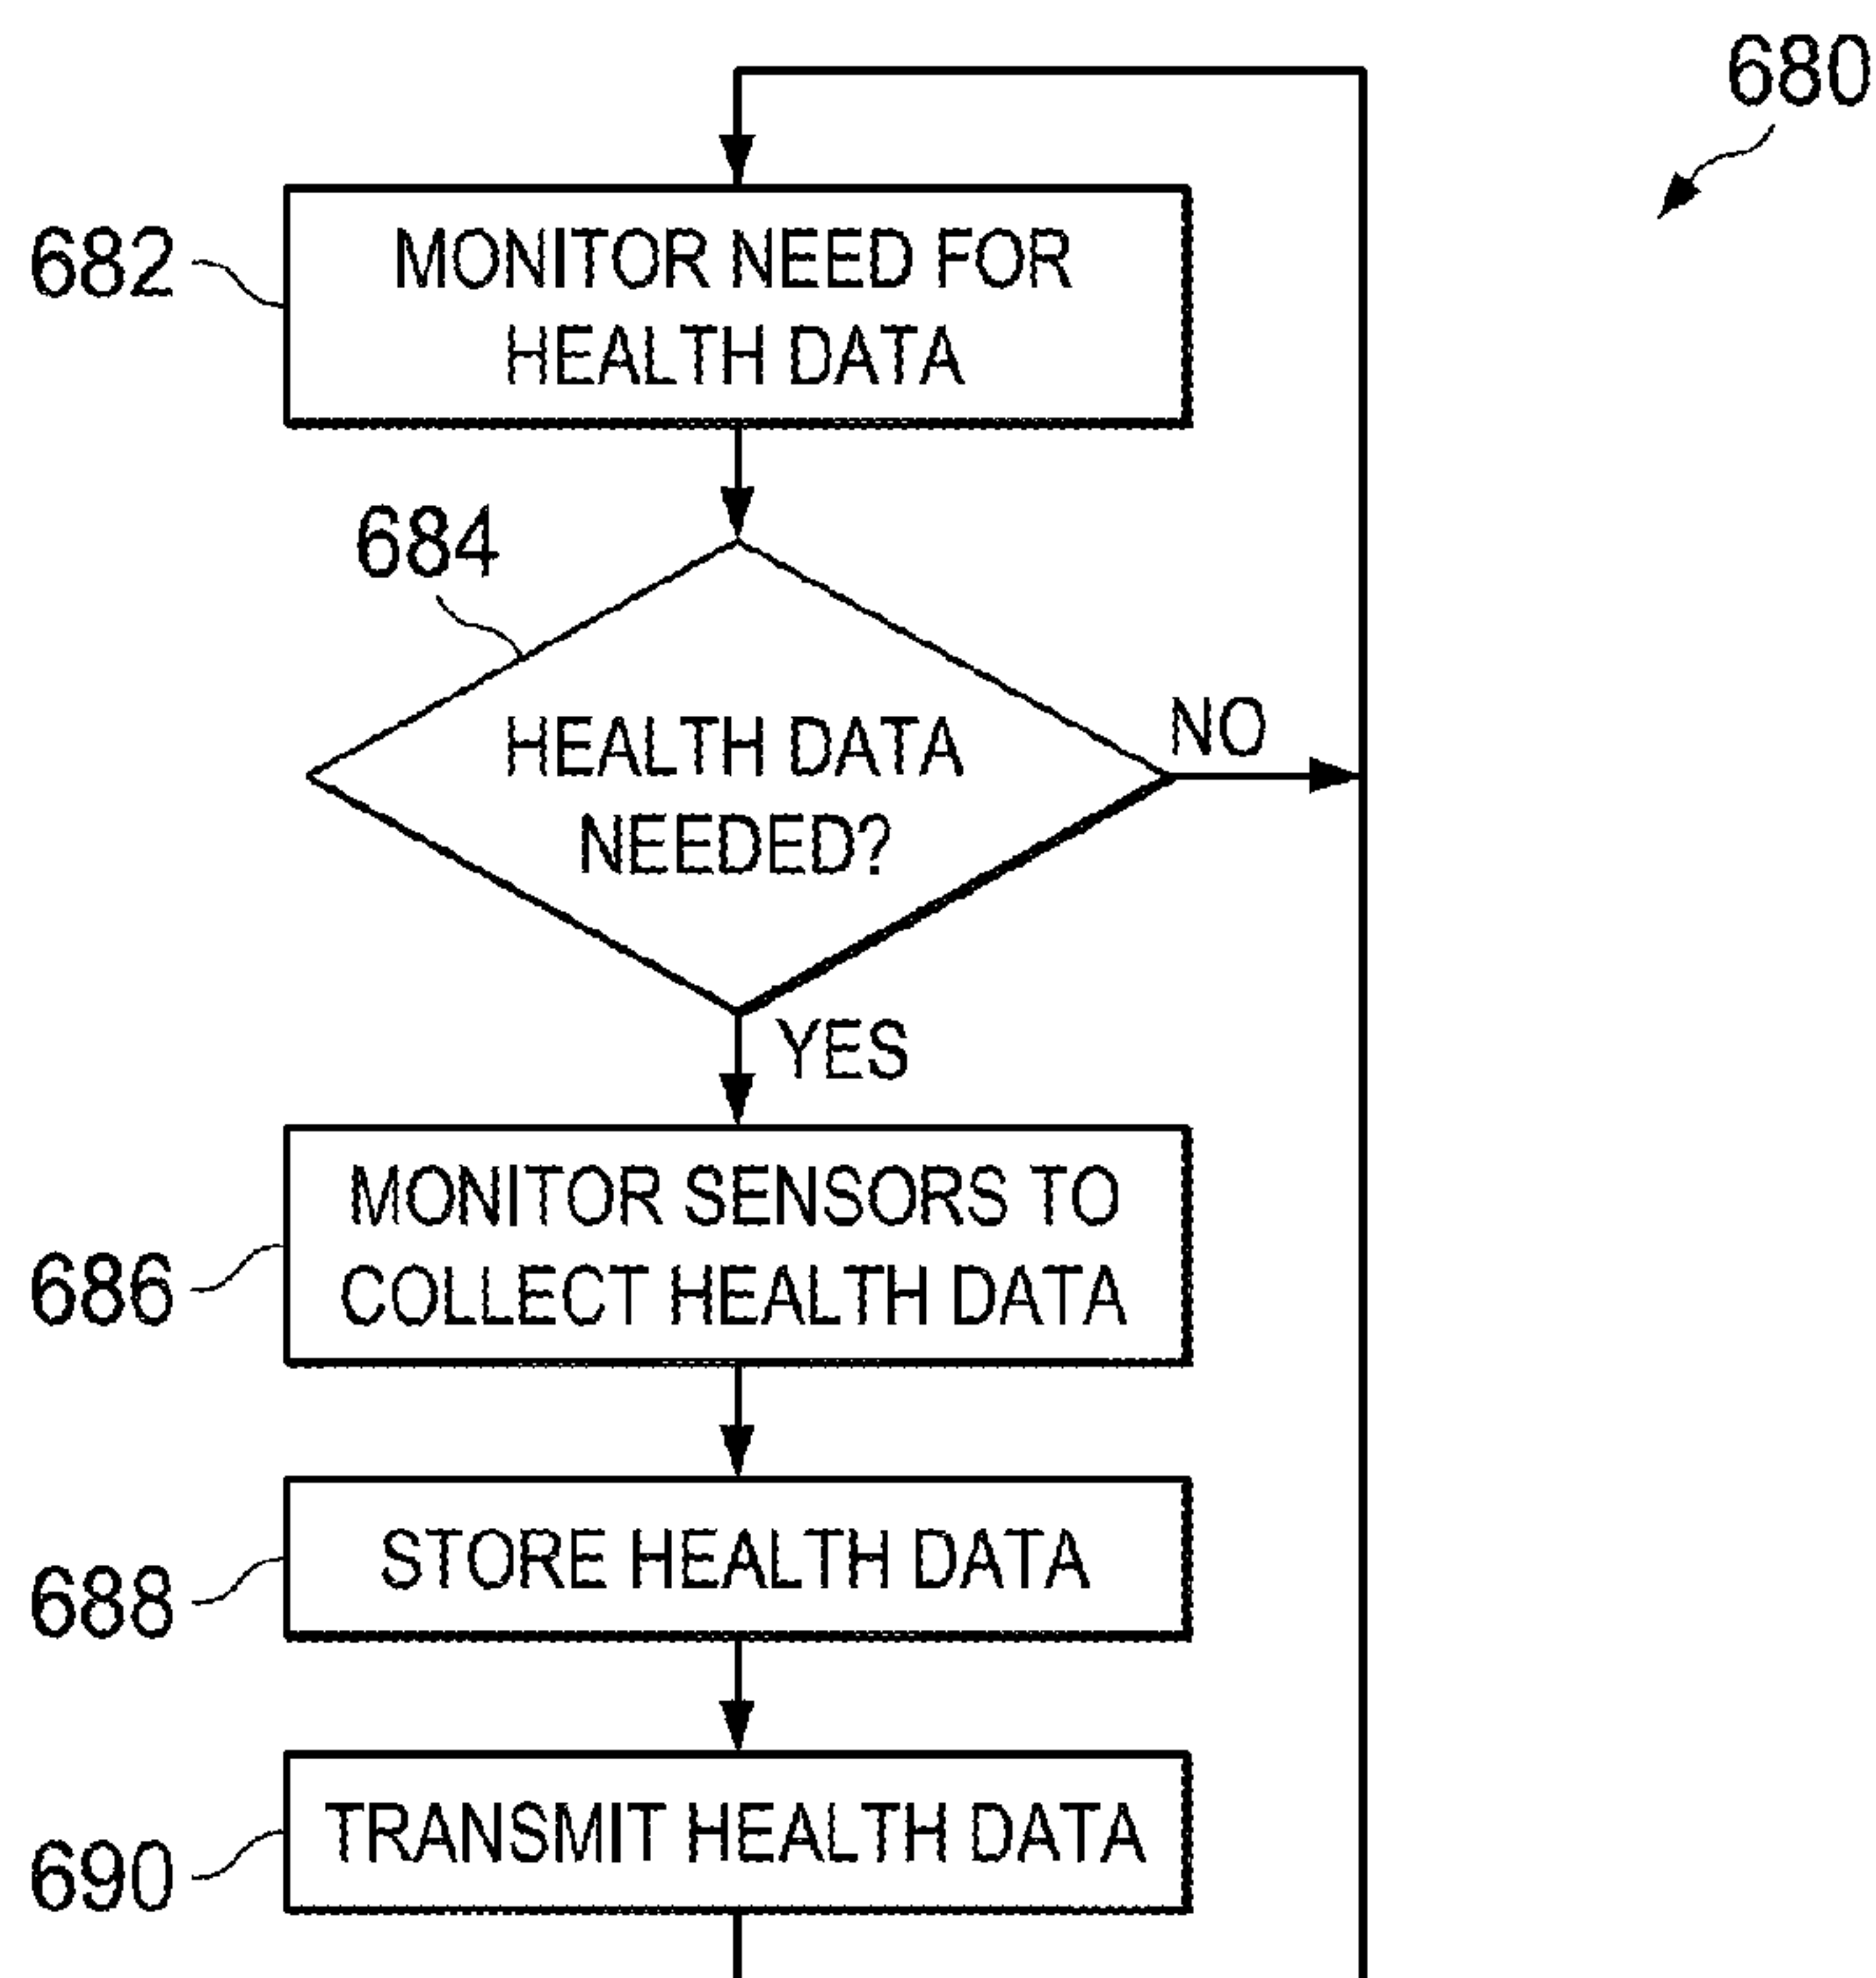 680
682
MONITOR NEED FOR
HEALTH DATA
684
HEALTH DATA
NEEDED?
NO
YES
686
MONITOR SENSORS TO
COLLECT HEALTH DATA
688
STORE HEALTH DATA
690
TRANSMIT HEALTH DATA